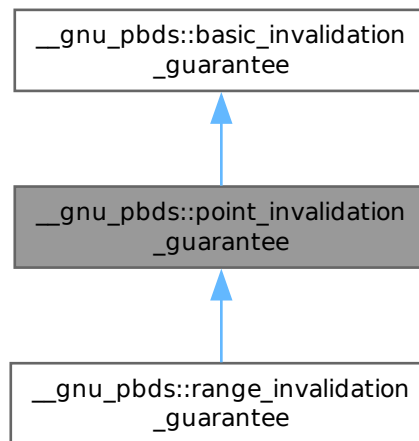 __gnu_pbds::basic_invalidation
_guarantee
__gnu_pbds::point_invalidation
_guarantee
__gnu_pbds::range_invalidation
_guarantee